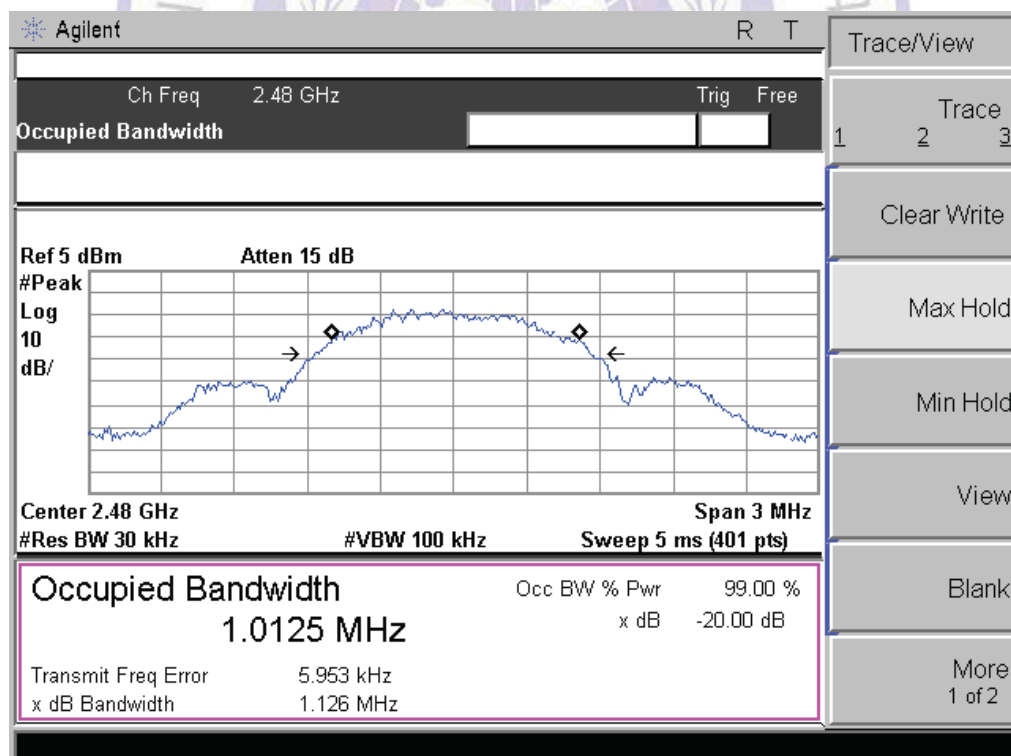 Agilent R T
Trace/View
Ch Freq 2.48 GHz Trig Free
Occupied Bandwidth
Trace
1 2 3
Clear Write
Ref 5 dBm Atten 15 dB
#Peak
Log
10
dB/
Max Hold
Min Hold
View
Center 2.48 GHz Span 3 MHz
#Res BW 30 kHz #VBW 100 kHz Sweep 5 ms (401 pts)
Occupied Bandwidth Occ BW % Pwr 99.00 %
1.0125 MHz x dB -20.00 dB
Blank
Transmit Freq Error 5.953 kHz
x dB Bandwidth 1.126 MHz
More
1 of 2